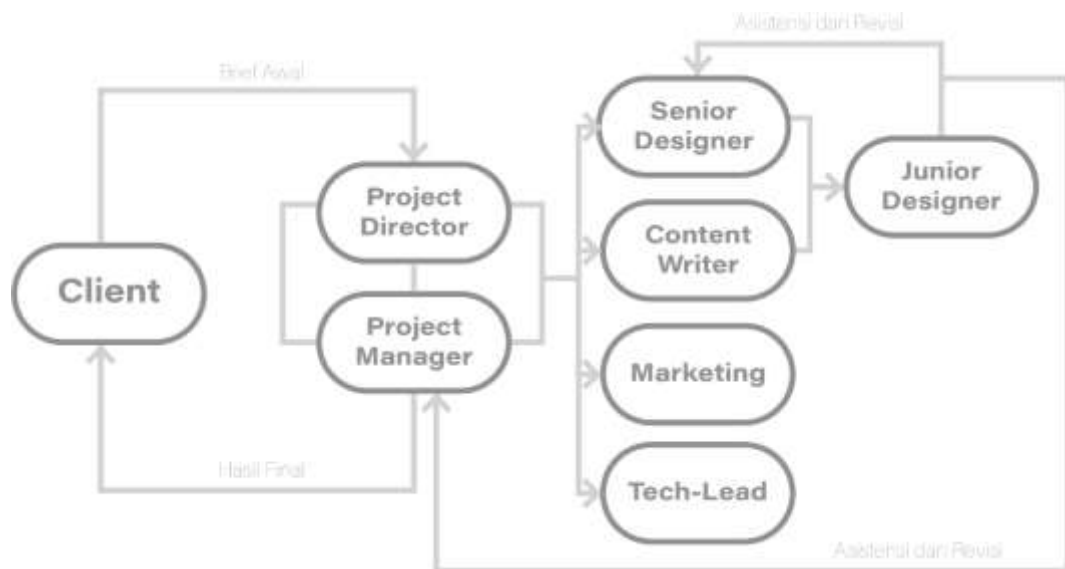 Asistensi dan Revisi
Brief Awal
Senior
Designer
Junior
Designer
Project
Director
Content
Writer
Client
Project
Manager
Marketing
Hasil Final
Tech-Lead
Asistensi dan Revisi